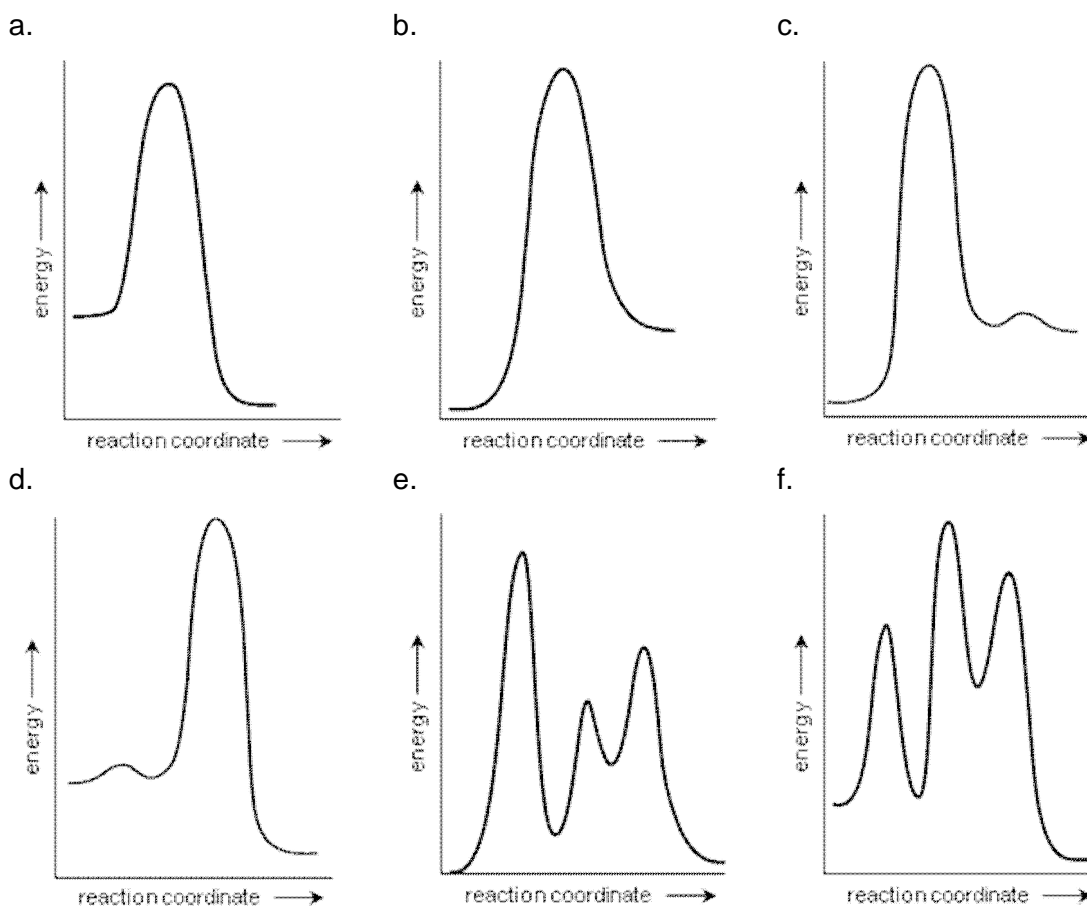 a.
b.
c.
energy
reaction coordinate
energy
reaction coordinate
energy
reaction coordinate
d.
e.
f.
energy
reaction coordinate
energy
reaction coordinate
energy
reaction coordinate